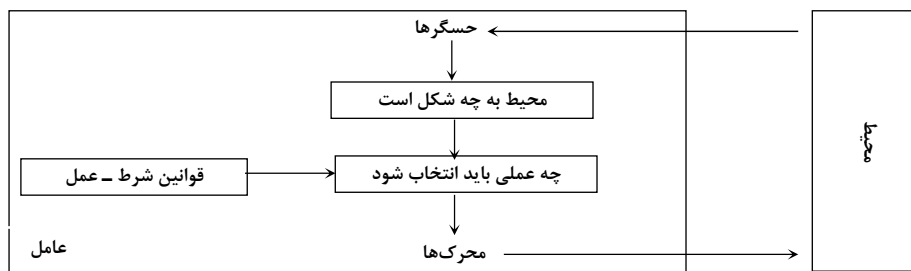 حسگرها
محیط به چه شکل است
چه عملی باید انتخاب شود
قوانین شرط – عمل
محرک‌ها
عامل
محیط